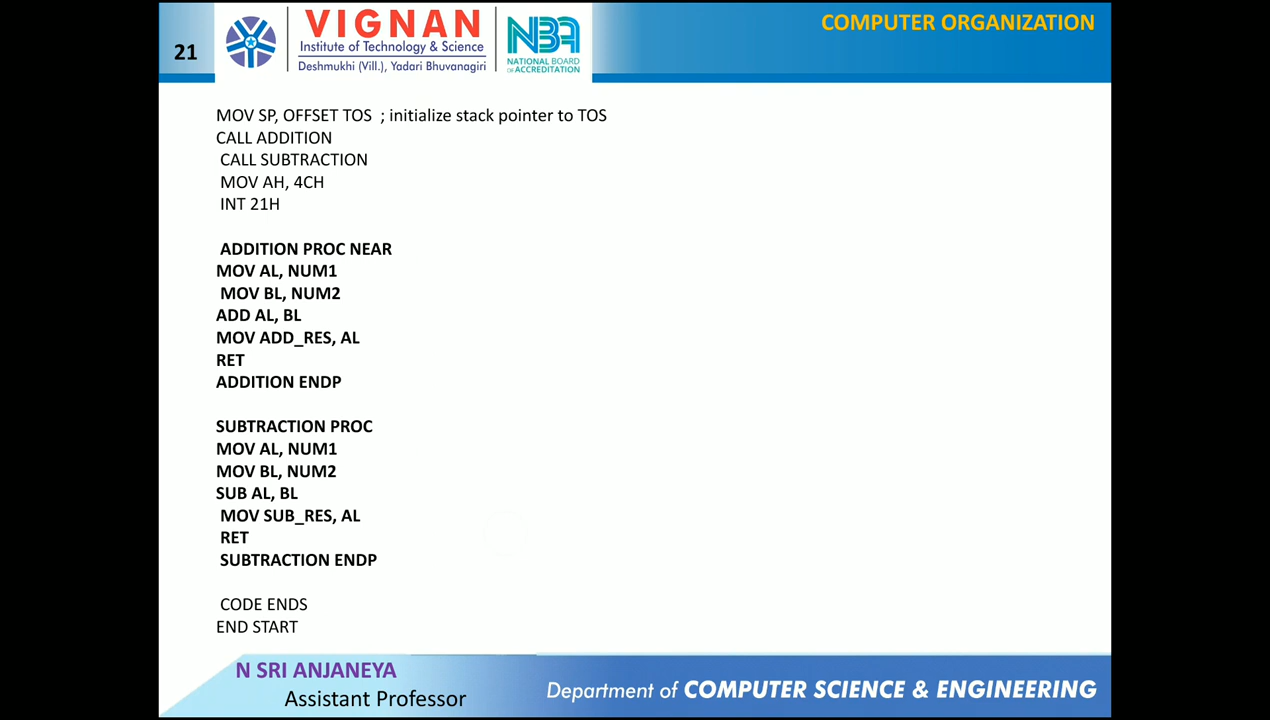 21
VIGNAN
Institute of Technology & Science
Deshmukhi (Vill.), Yadari Bhuvanagiri
NBA
NATIONAL BOARD
OF ACCREDITATION
COMPUTER ORGANIZATION
MOV SP, OFFSET TOS ; initialize stack pointer to TOS
CALL ADDITION
CALL SUBTRACTION
MOV AH, 4CH
INT 21H
ADDITION PROC NEAR
MOV AL, NUM1
MOV BL, NUM2
ADD AL, BL
MOV ADD_RES, AL
RET
ADDITION ENDP
SUBTRACTION PROC
MOV AL, NUM1
MOV BL, NUM2
SUB AL, BL
MOV SUB_RES, AL
RET
SUBTRACTION ENDP
CODE ENDS
END START
N SRI ANJANEYA
Assistant Professor
Department of COMPUTER SCIENCE & ENGINEERING